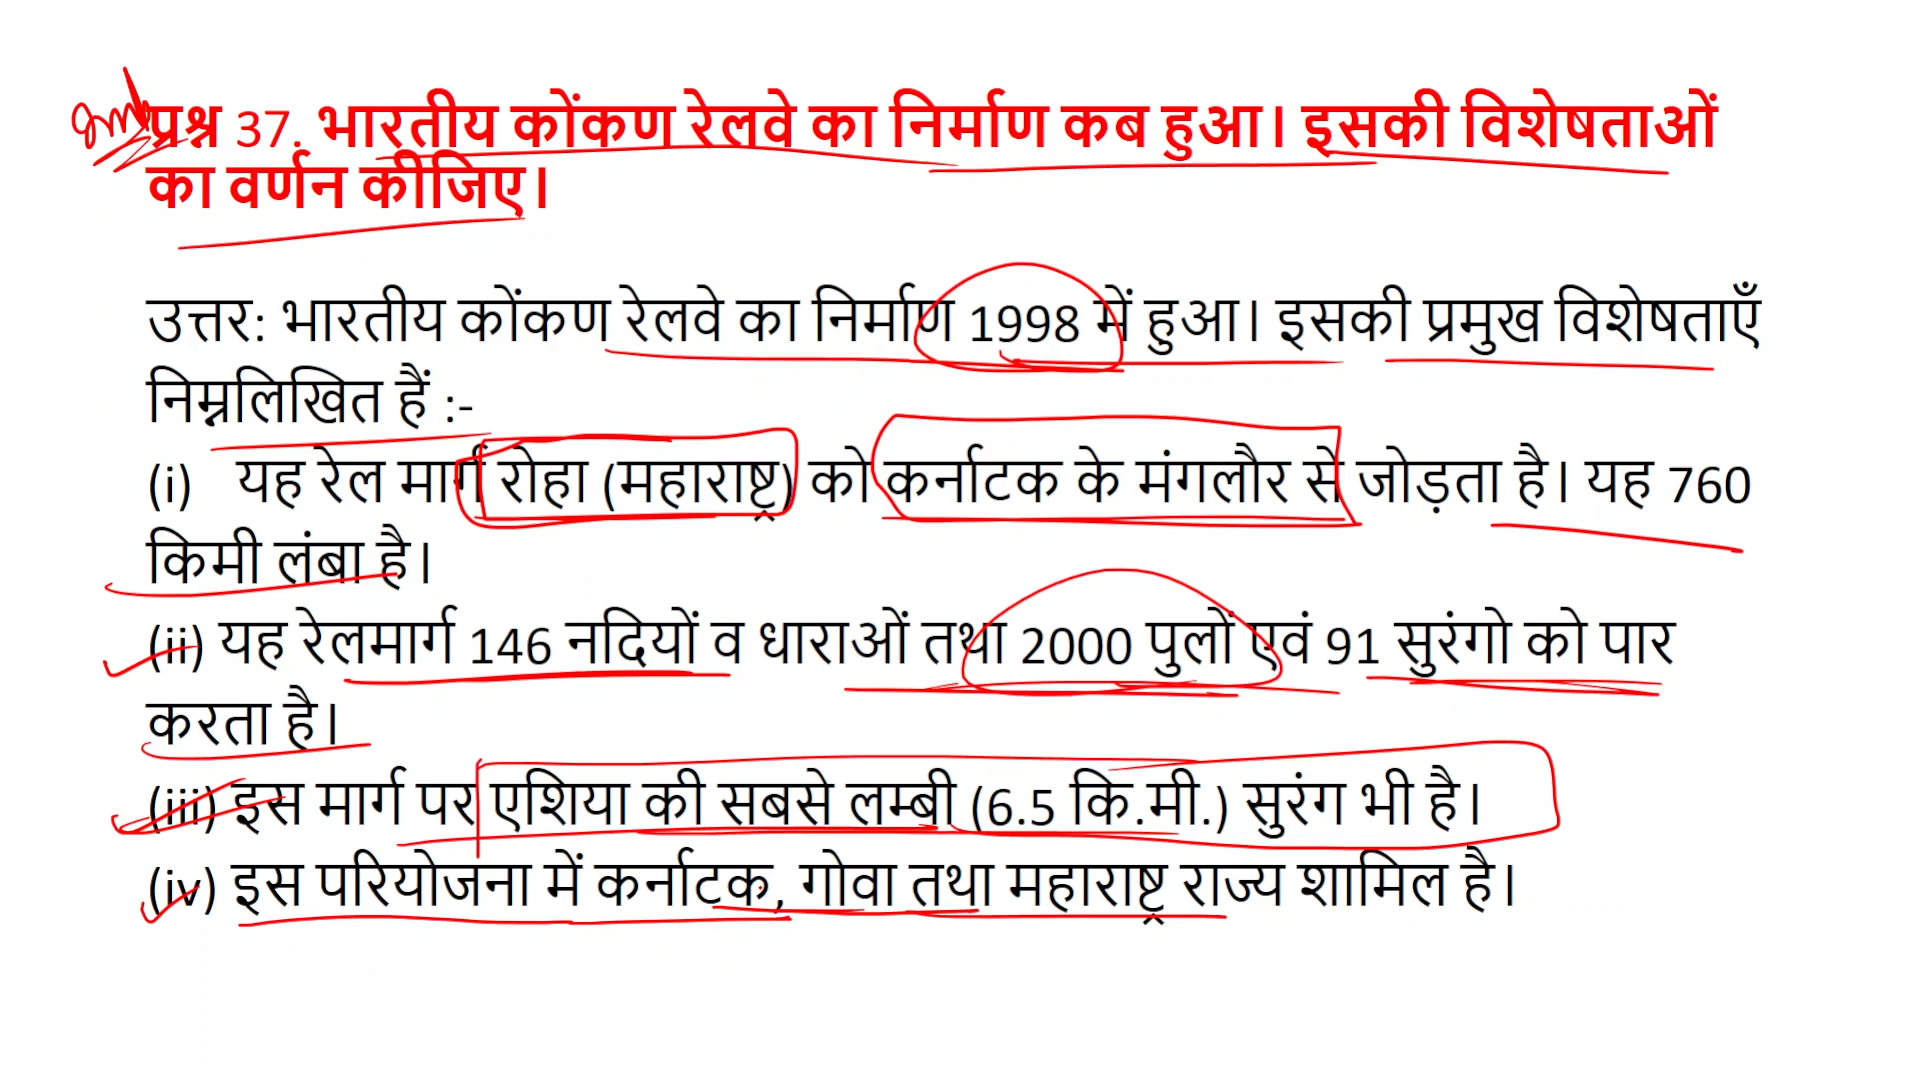 Imp प्रश्न 37. भारतीय कोंकण रेलवे का निर्माण कब हुआ। इसकी विशेषताओं
का वर्णन कीजिए।
उत्तर: भारतीय कोंकण रेलवे का निर्माण 1998 में हुआ। इसकी प्रमुख विशेषताएँ
निम्नलिखित हैं :-
(i) यह रेल मार्ग रोहा (महाराष्ट्र) को कर्नाटक के मंगलौर से जोड़ता है। यह 760
किमी लंबा है।
(ii) यह रेलमार्ग 146 नदियों व धाराओं तथा 2000 पुलों एवं 91 सुरंगो को पार
करता है।
(iii) इस मार्ग पर एशिया की सबसे लम्बी (6.5 कि.मी.) सुरंग भी है।
(iv) इस परियोजना में कर्नाटक, गोवा तथा महाराष्ट्र राज्य शामिल है।